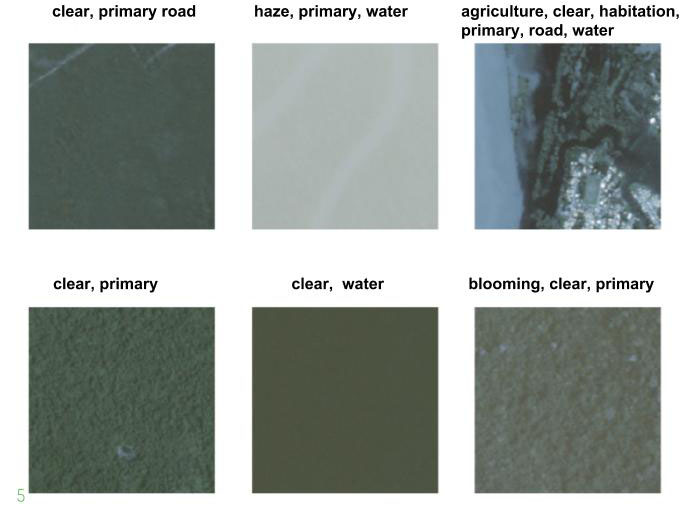 clear, primary road
haze, primary, water
agriculture, clear, habitation,
primary, road, water
clear, primary
clear, water
blooming, clear, primary
5